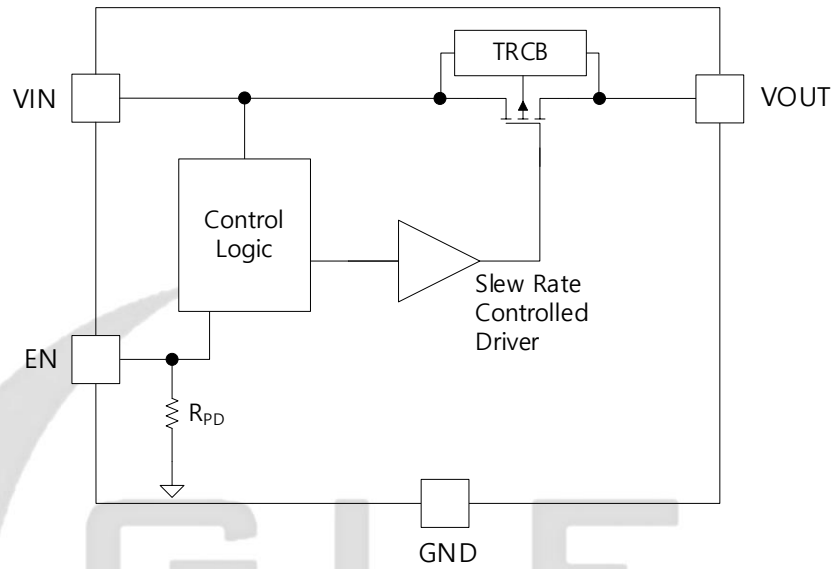 TRCB
VIN
VOUT
Control
Logic
Slew Rate
Controlled
Driver
EN
RPD
GND